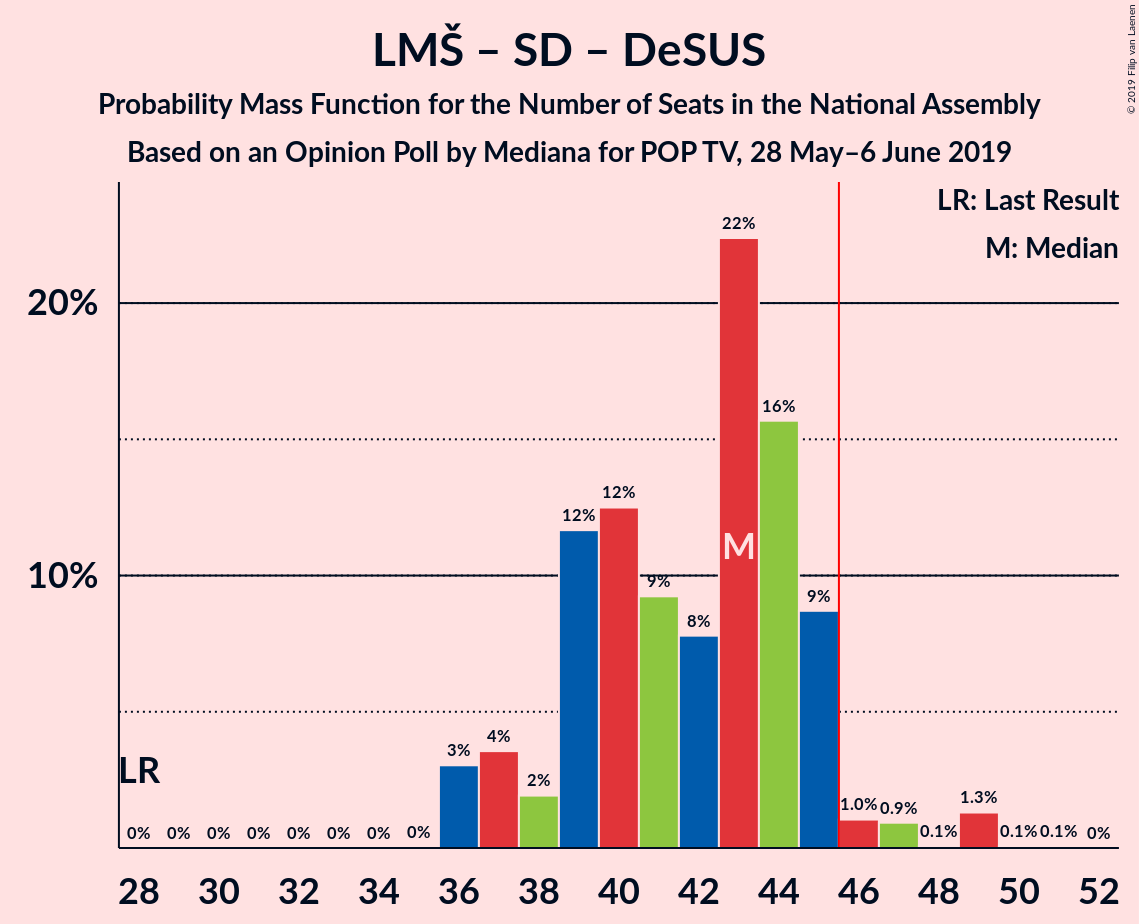 LMŠ – SD – DeSUS
Probability Mass Function for the Number of Seats in the National Assembly
Based on an Opinion Poll by Mediana for POP TV, 28 May–6 June 2019
© 2019 Filip van Laenen
LR: Last Result
M: Median
20%
10%
LR
M
0% 0% 0% 0% 0% 0% 0% 0% 3% 4% 2% 12% 12% 9% 8% 22% 16% 9% 1.0% 0.9% 0.1% 1.3% 0.1% 0.1% 0%
28 30 32 34 36 38 40 42 44 46 48 50 52